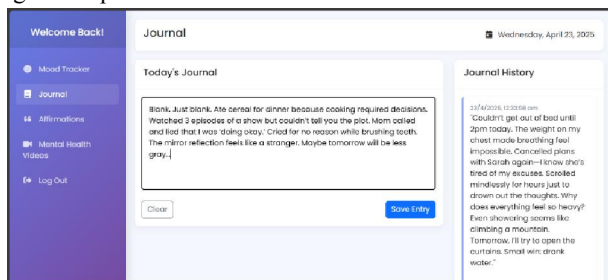 Welcome Back!
Mood Tracker
Journal
Affirmations
Mental Health
Videos
Log Out
Journal
Wednesday, April 23, 2025
Today's Journal
Blank. Just blank. Ate cereal for dinner because cooking required decisions.
Watched 3 episodes of a show but couldn't tell you the plot. Mom called
and lied that I was 'doing okay.' Cried for no reason while brushing teeth.
The mirror reflection feels like a stranger. Maybe tomorrow will be less
gray..
Clear
Save Entry
Journal History
"Couldn't get out of bed until
2pm today. The weight on my
chest made breathing feel
impossible. Cancelled plans
with Sarah again—I know she's
tired of my excuses. Scrolled
mindlessly for hours just to
drown out the thoughts. Why
does everything feel so heavy?
Even showering seems like
climbing a mountain.
Tomorrow, I'll try to open the
curtains. Small win: drank
water."